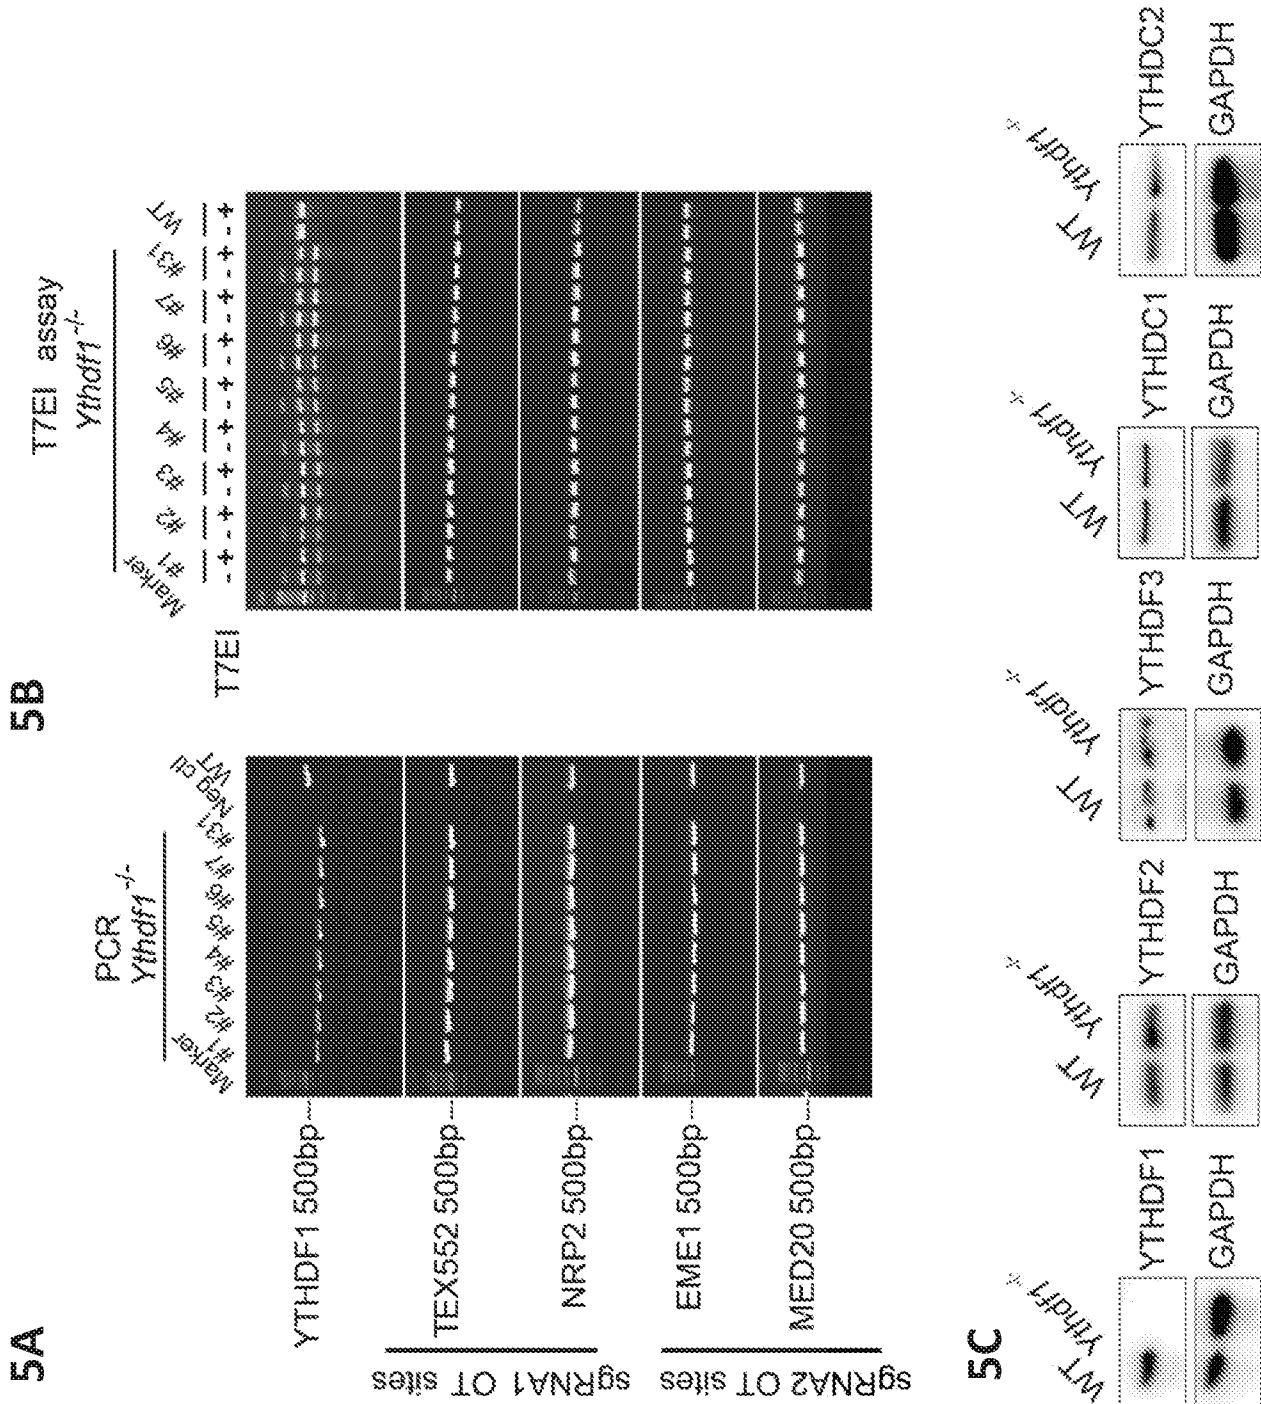 5A
PCR
Ythdf1-/-
Marker #1 #2 #3 #4 #5 #6 #7 #31 Neg ctl WT
YTHDF1 500bp
TEX552 500bp
NRP2 500bp
EME1 500bp
MED20 500bp
sgRNA1 OT sites
sgRNA2 OT sites
5B
T7EI assay
Ythdf1-/-
Marker #1 #2 #3 #4 #5 #6 #7 #31 WT
T7EI - + - + - + - + - + - + - + - + - +
5C
WT Ythdf1 -/-
YTHDF1
GAPDH
WT Ythdf1 -/-
YTHDF2
GAPDH
WT Ythdf1 -/-
YTHDF3
GAPDH
WT Ythdf1 -/-
YTHDC1
GAPDH
WT Ythdf1 -/-
YTHDC2
GAPDH